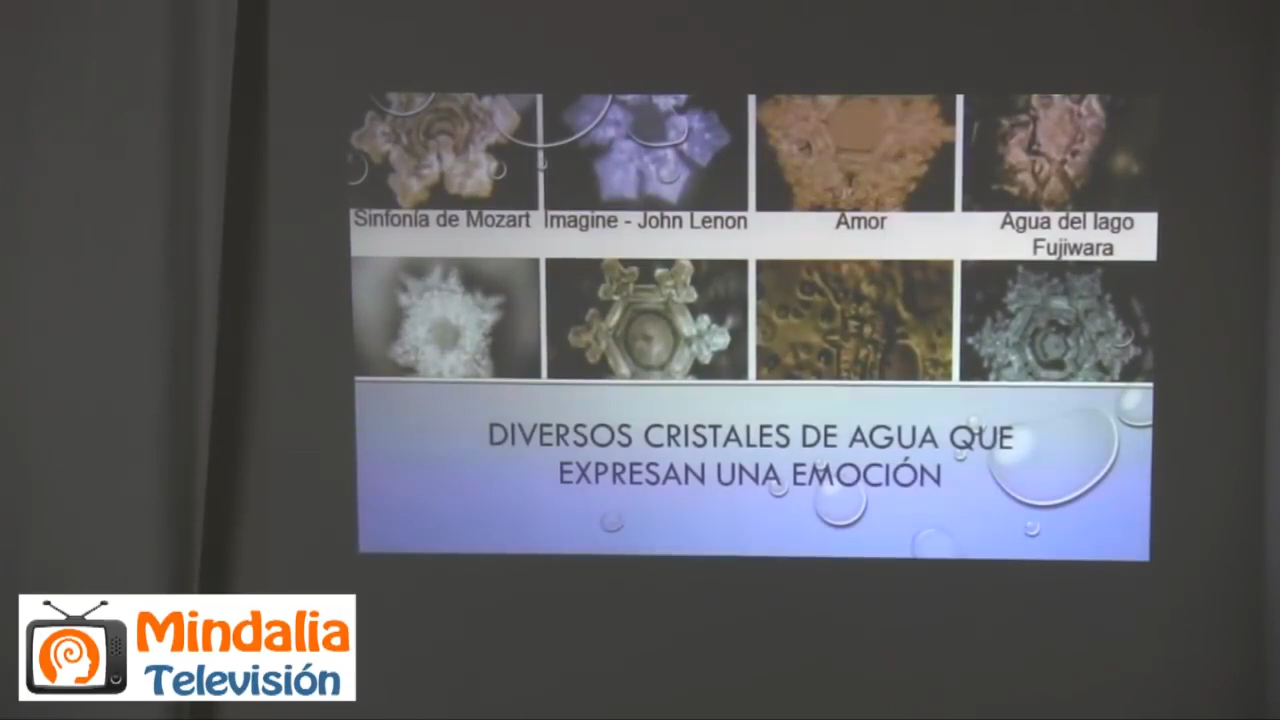 Sinfonía de Mozart
Imagine - John Lenon
Amor
Agua del lago
Fujiwara
DIVERSOS CRISTALES DE AGUA QUE
EXPRESAN UNA EMOCIÓN
Mindalia
Televisión